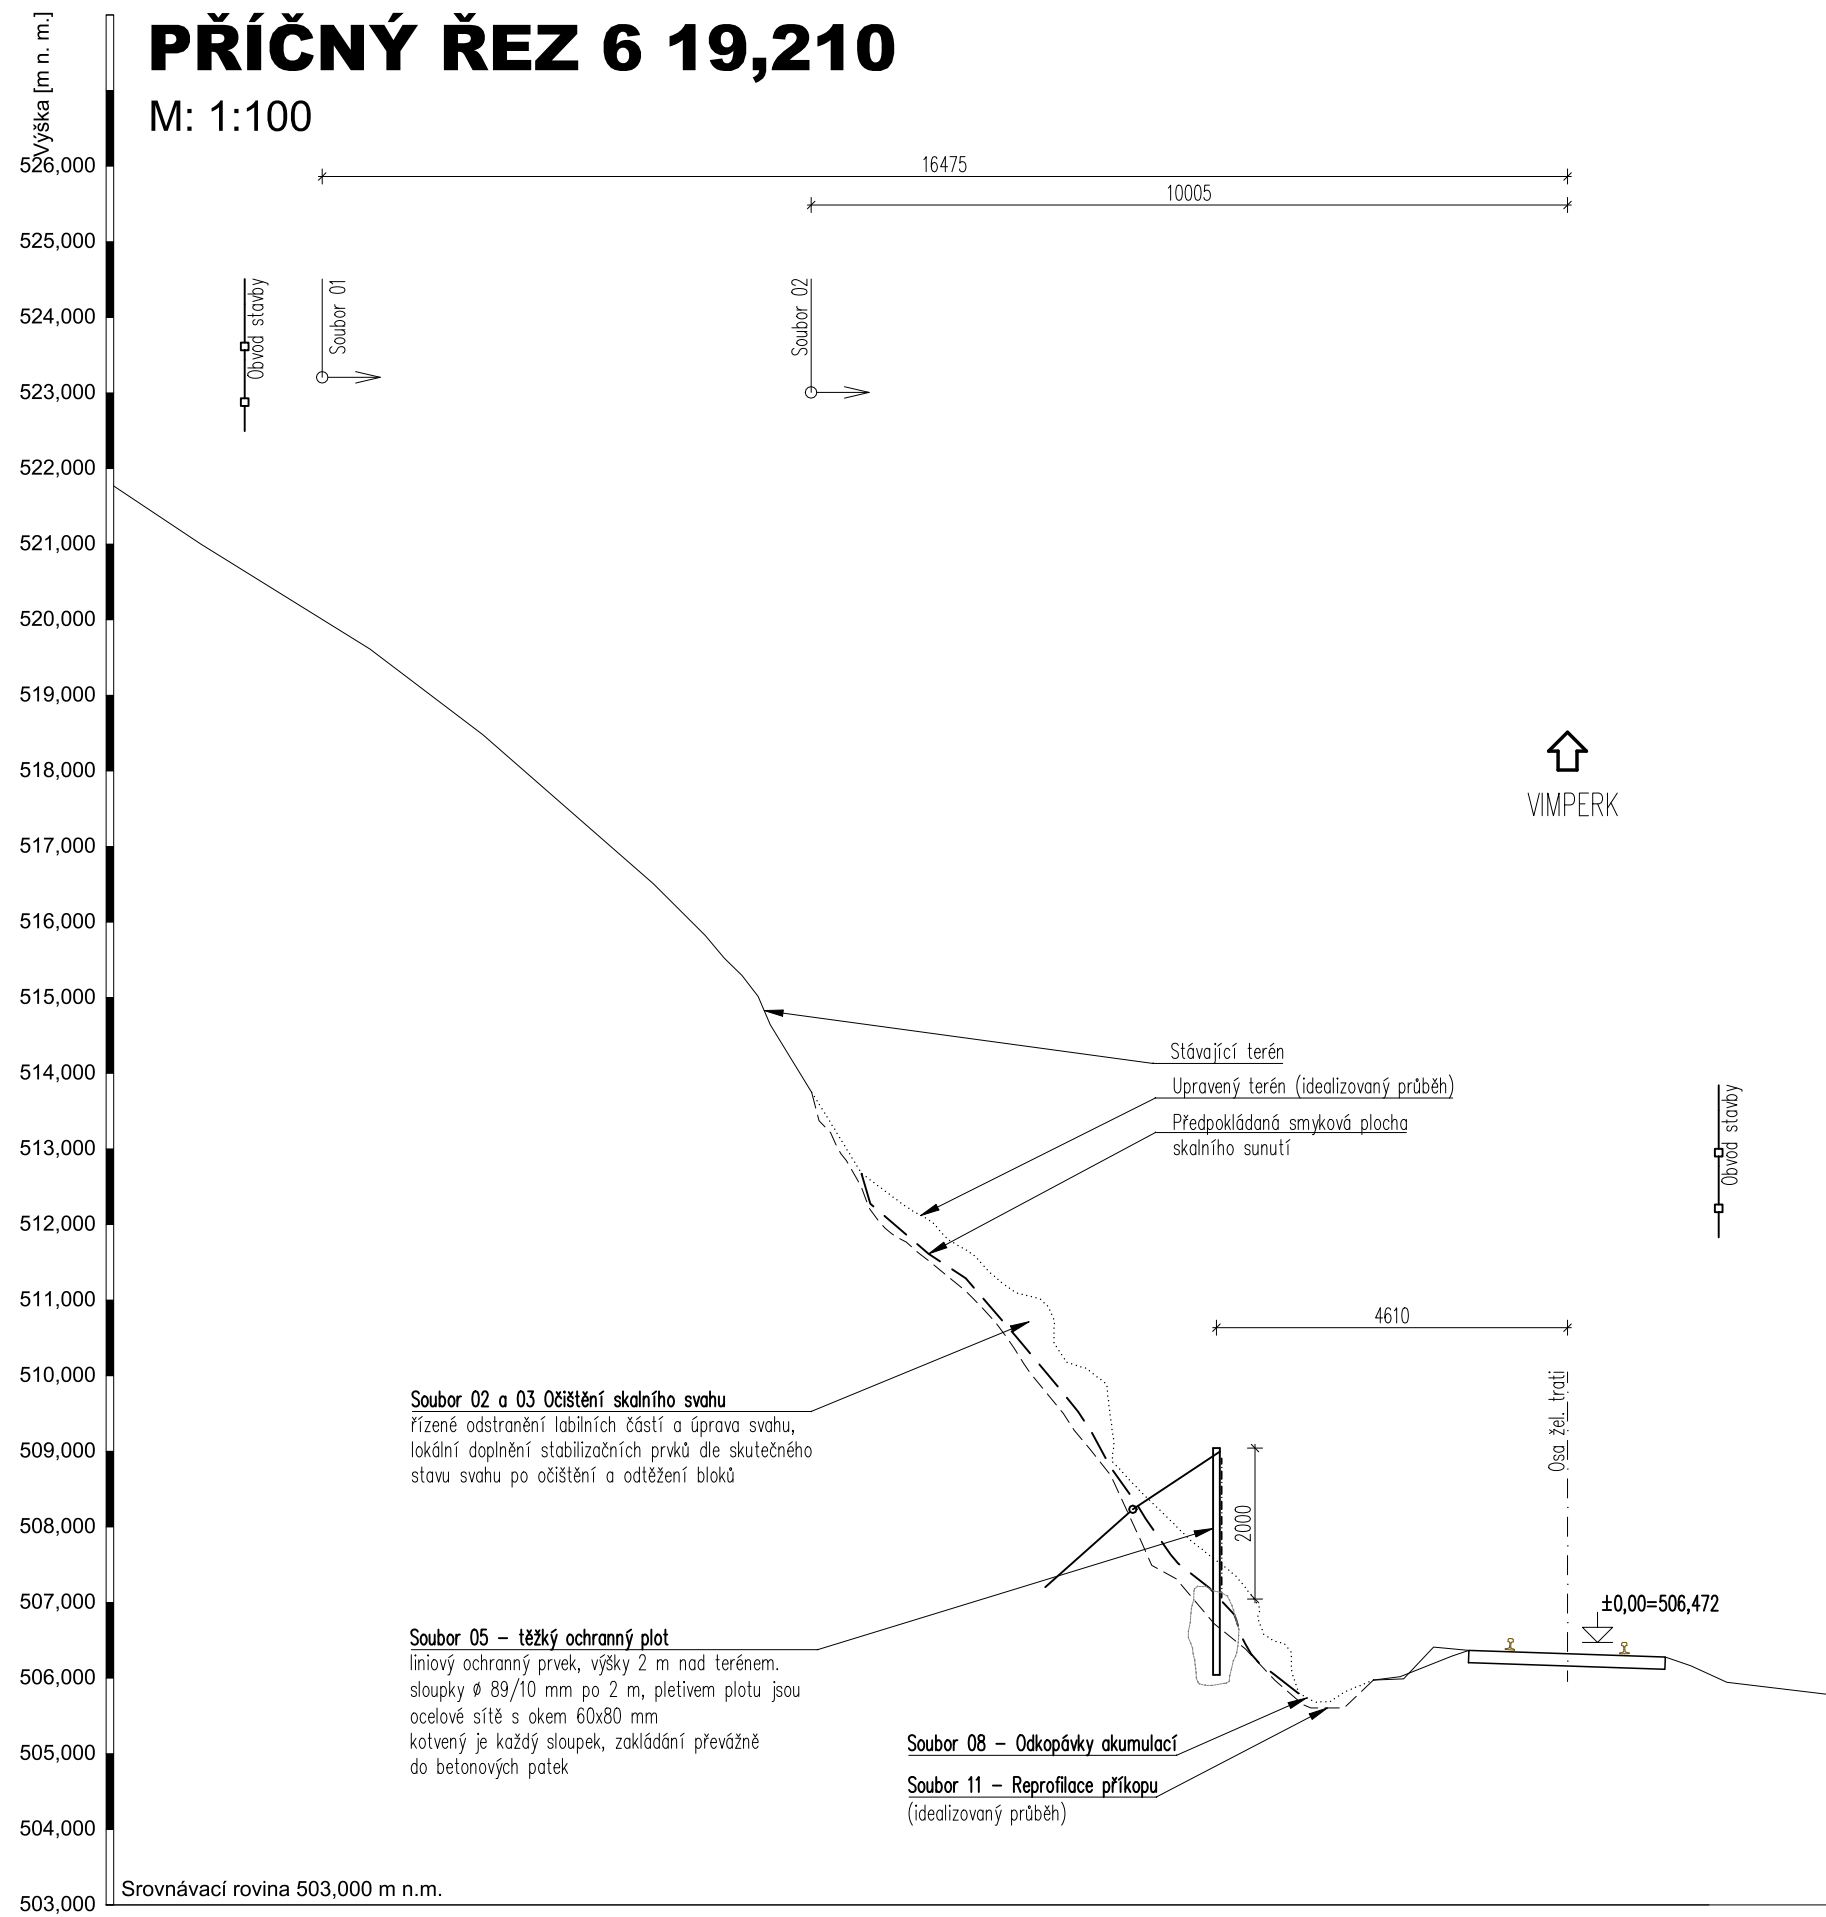 Výška [m n. m.]
PŘÍČNÝ ŘEZ 6 19,210
M: 1:100
526,000
525,000
524,000
523,000
522,000
521,000
520,000
519,000
518,000
517,000
516,000
515,000
514,000
513,000
512,000
511,000
510,000
509,000
508,000
507,000
506,000
505,000
504,000
503,000
16475
10005
Obvod stavby
Soubor 01
Soubor 02
VIMPERK
Stávající terén
Upravený terén (idealizovaný průběh)
Předpokládaná smyková plocha
skalního sunutí
Obvod stavby
4610
Osa žel. trati
Soubor 02 a 03 Očištění skalního svahu
řízené odstranění labilních částí a úprava svahu,
lokální doplnění stabilizačních prvků dle skutečného
stavu svahu po očištění a odtěžení bloků
2000
±0,00=506,472
Soubor 05 – těžký ochranný plot
liniový ochranný prvek, výšky 2 m nad terénem.
sloupky ø 89/10 mm po 2 m, pletivem plotu jsou
ocelové sítě s okem 60x80 mm
kotvený je každý sloupek, zakládání převážně
do betonových patek
Soubor 08 – Odkopávky akumulací
Soubor 11 – Reprofilace příkopu
(idealizovaný průběh)
Srovnávací rovina 503,000 m n.m.